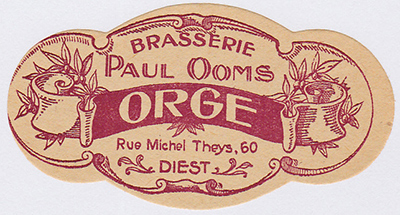 BRASSERIE
PAUL OOMS
ORGE
Rue Michel Theys, 60
DIEST